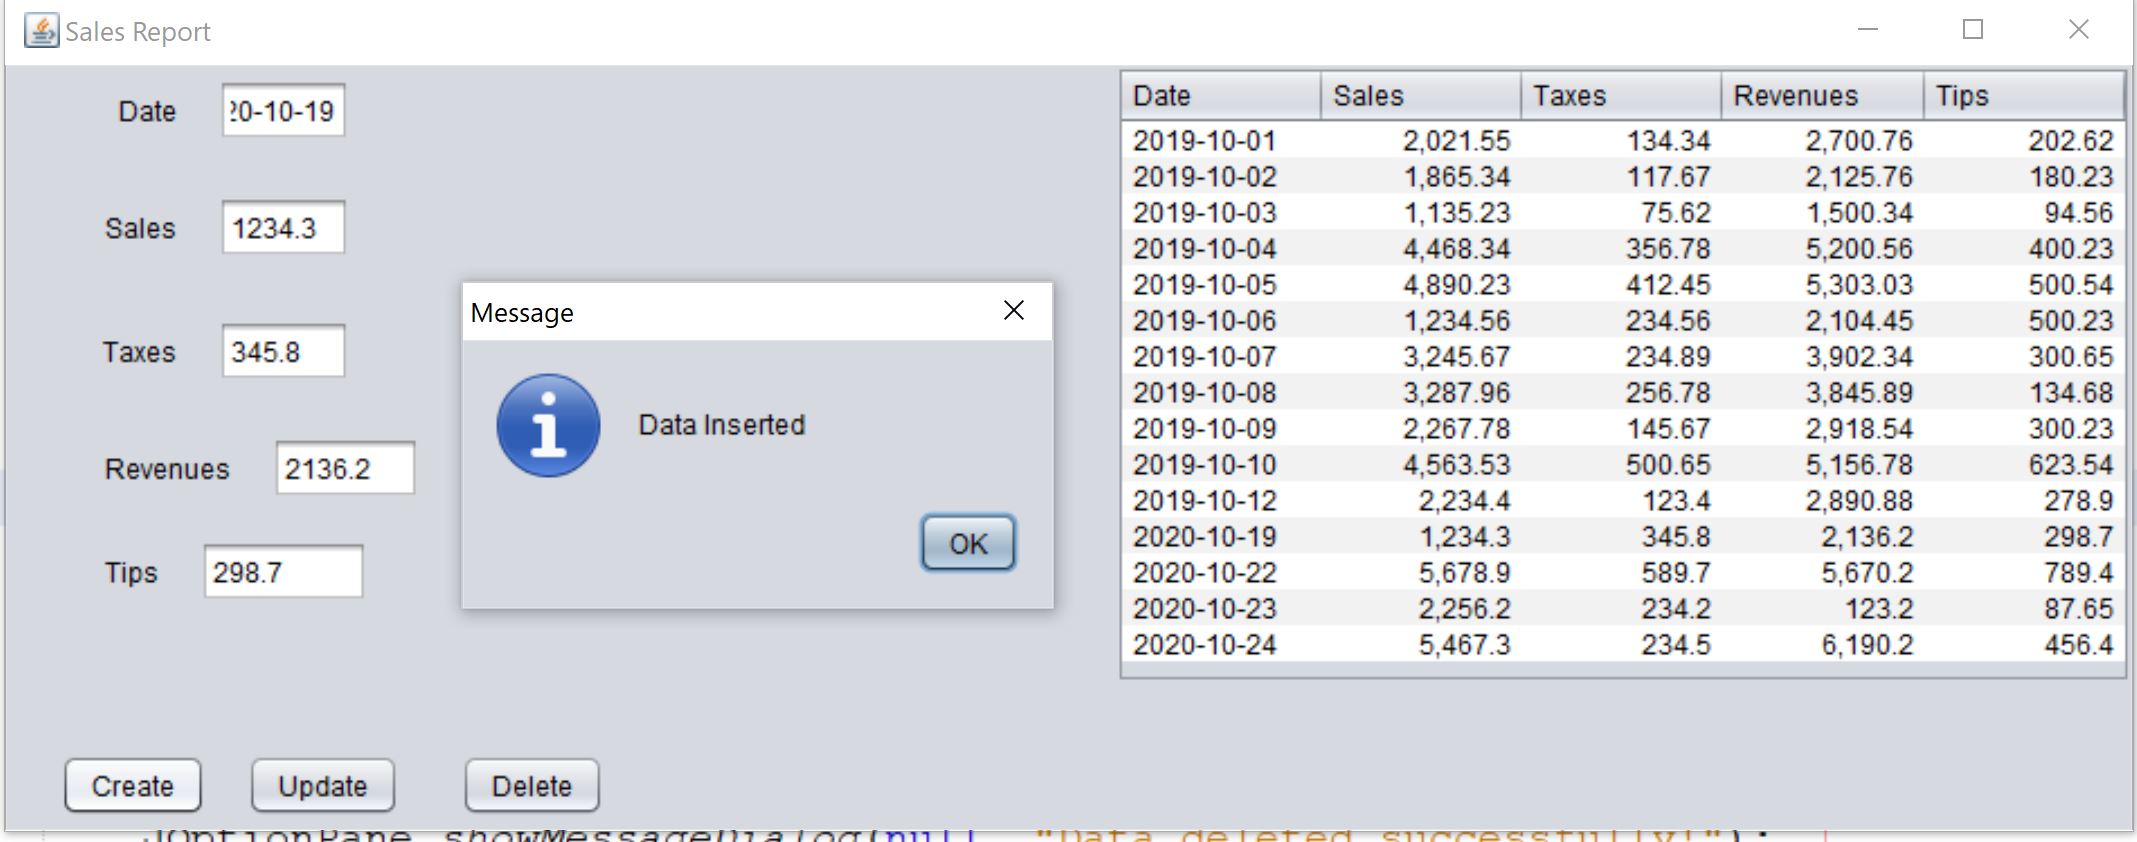 Sales Report
Date 20-10-19
Sales 1234.3
Taxes 345.8
Revenues 2136.2
Tips 298.7
Message
Data Inserted
OK
Date Sales Taxes Revenues Tips
2019-10-01 2,021.55 134.34 2,700.76 202.62
2019-10-02 1,865.34 117.67 2,125.76 180.23
2019-10-03 1,135.23 75.62 1,500.34 94.56
2019-10-04 4,468.34 356.78 5,200.56 400.23
2019-10-05 4,890.23 412.45 5,303.03 500.54
2019-10-06 1,234.56 234.56 2,104.45 500.23
2019-10-07 3,245.67 234.89 3,902.34 300.65
2019-10-08 3,287.96 256.78 3,845.89 134.68
2019-10-09 2,267.78 145.67 2,918.54 300.23
2019-10-10 4,563.53 500.65 5,156.78 623.54
2019-10-12 2,234.4 123.4 2,890.88 278.9
2020-10-19 1,234.3 345.8 2,136.2 298.7
2020-10-22 5,678.9 589.7 5,670.2 789.4
2020-10-23 2,256.2 234.2 123.2 87.65
2020-10-24 5,467.3 234.5 6,190.2 456.4
Create Update Delete
JOptionPane showMessageDialog(null "Data deleted successfully!");